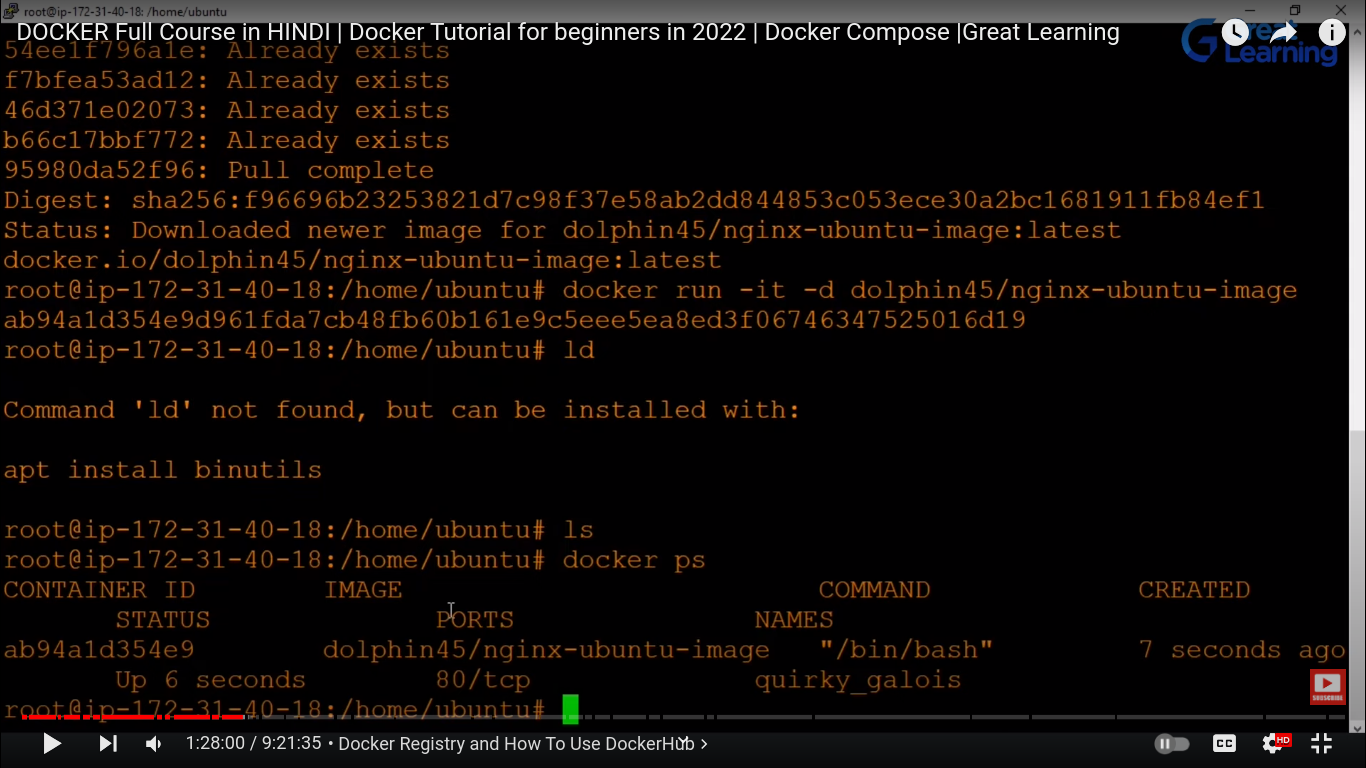 root@ip-172-31-40-18: /home/ubuntu
DOCKER Full Course in HINDI | Docker Tutorial for beginners in 2022 | Docker Compose |Great Learning
Great Learning
54ee1f796a1e: Already exists
f7bfea53ad12: Already exists
46d371e02073: Already exists
b66c17bbf772: Already exists
95980da52f96: Pull complete
Digest: sha256:f96696b23253821d7c98f37e58ab2dd844853c053ece30a2bc1681911fb84ef1
Status: Downloaded newer image for dolphin45/nginx-ubuntu-image:latest
docker.io/dolphin45/nginx-ubuntu-image:latest
root@ip-172-31-40-18:/home/ubuntu# docker run -it -d dolphin45/nginx-ubuntu-image
ab94a1d354e9d961fda7cb48fb60b161e9c5eee5ea8ed3f06746347525016d19
root@ip-172-31-40-18:/home/ubuntu# ld
Command 'ld' not found, but can be installed with:
apt install binutils
root@ip-172-31-40-18:/home/ubuntu# ls
root@ip-172-31-40-18:/home/ubuntu# docker ps
CONTAINER ID IMAGE COMMAND CREATED
STATUS PORTS NAMES
ab94a1d354e9 dolphin45/nginx-ubuntu-image "/bin/bash" 7 seconds ago
Up 6 seconds 80/tcp quirky_galois
SUBSCRIBE
root@ip-172-31-40-18:/home/ubuntu#
1:28:00 / 9:21:35 • Docker Registry and How To Use DockerHub
CC
HD